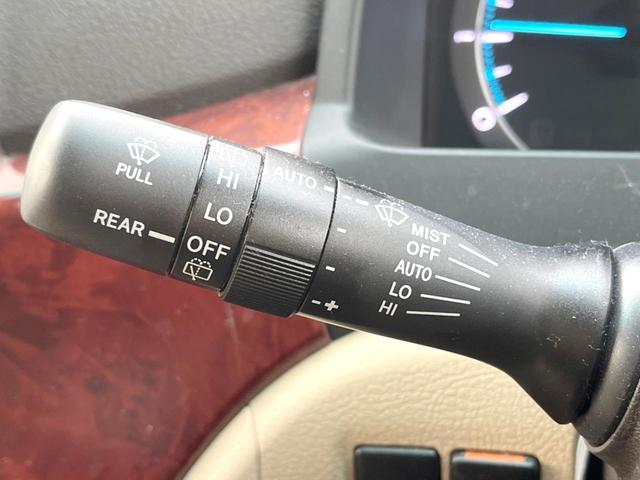 PULL
REAR
HI
LO
OFF
AUTO
- +
MIST
OFF
AUTO
LO
HI